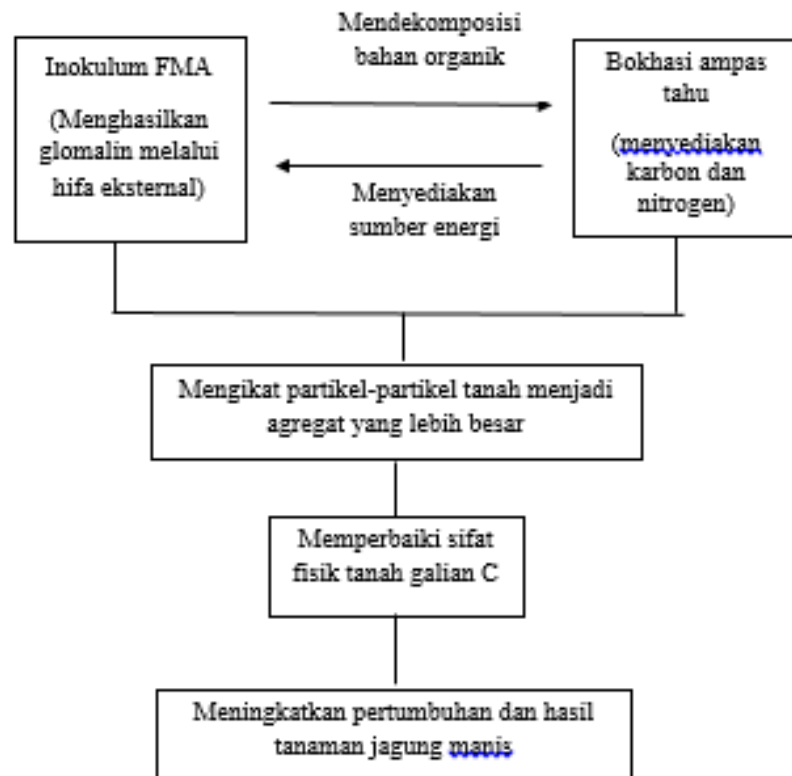 Mendekomposisi
bahan organik
Inokulum FMA
(Menghasilkan
glomalin melalui
hifa eksternal)
Bokhasi ampas
tahu
(menyediakan
karbon dan
nitrogen)
Menyediakan
sumber energi
Mengikat partikel-partikel tanah menjadi
agregat yang lebih besar
Memperbaiki sifat
fisik tanah galian C
Meningkatkan pertumbuhan dan hasil
tanaman jagung manis